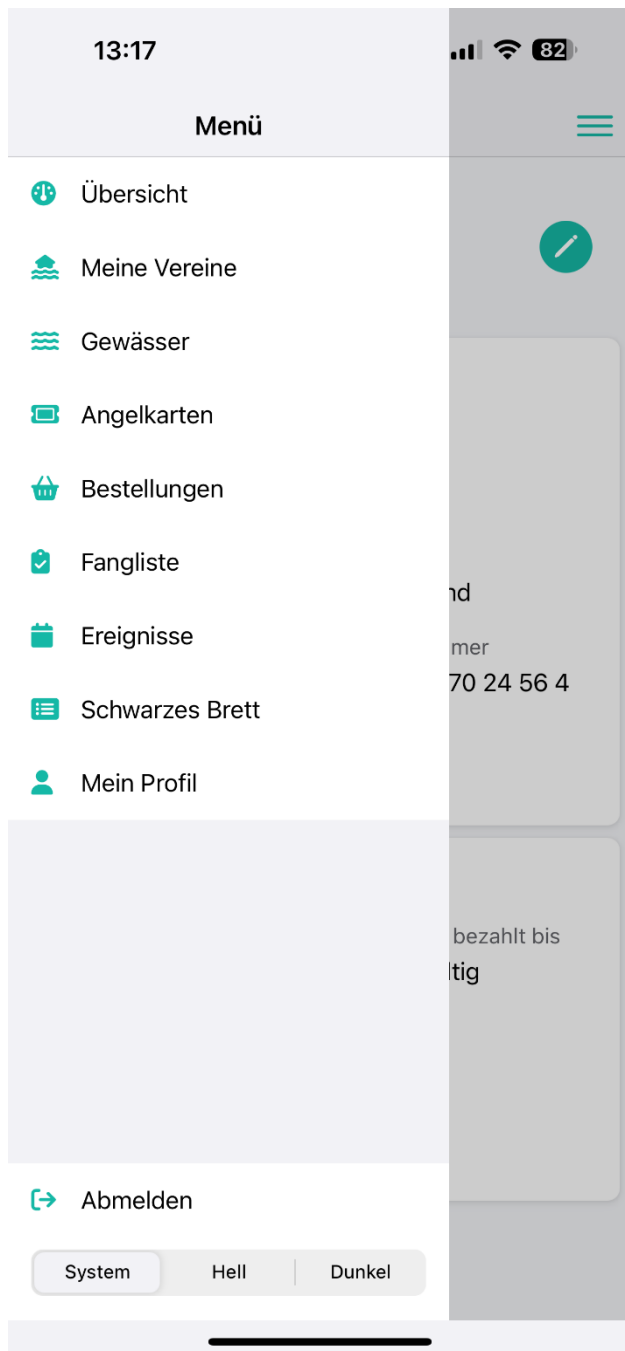 13:17
82
Menü
Übersicht
Meine Vereine
Gewässer
Angelkarten
Bestellungen
Fangliste
Ereignisse
Schwarzes Brett
Mein Profil
nd
mer
70 24 56 4
bezahlt bis
ltig
Abmelden
System Hell Dunkel